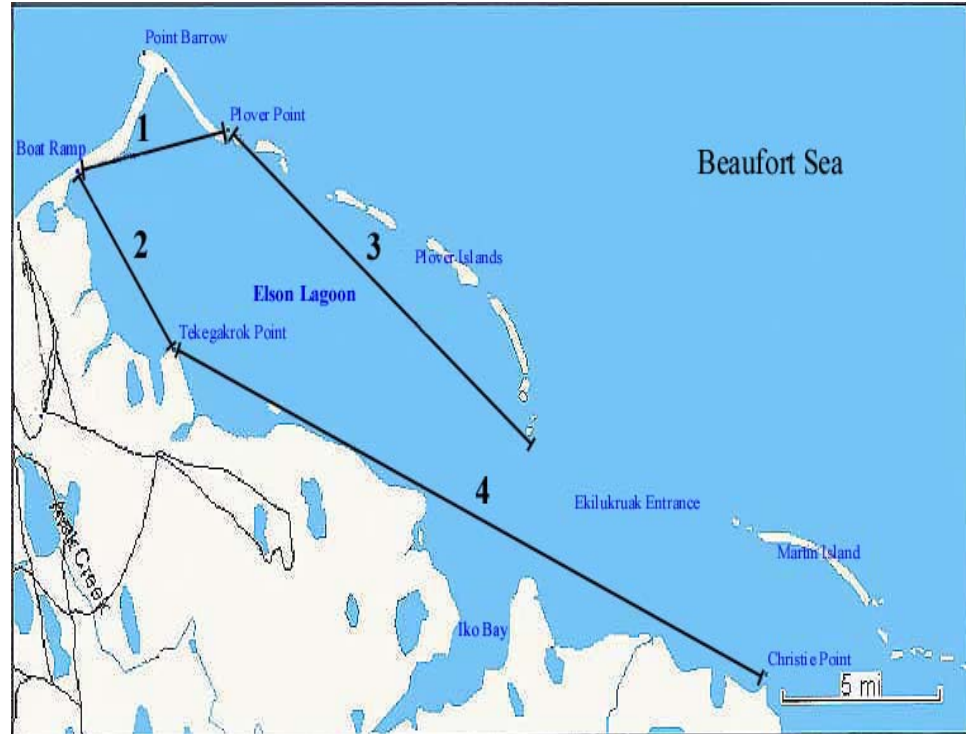 Point Barrow
Plover Point
1
Boat Ramp
Beaufort Sea
2
3
Plover Islands
Elson Lagoon
Tekegakrok Point
4
Ekilukruak Entrance
Martin Island
Creek
Iko Bay
Christie Point
5 mi